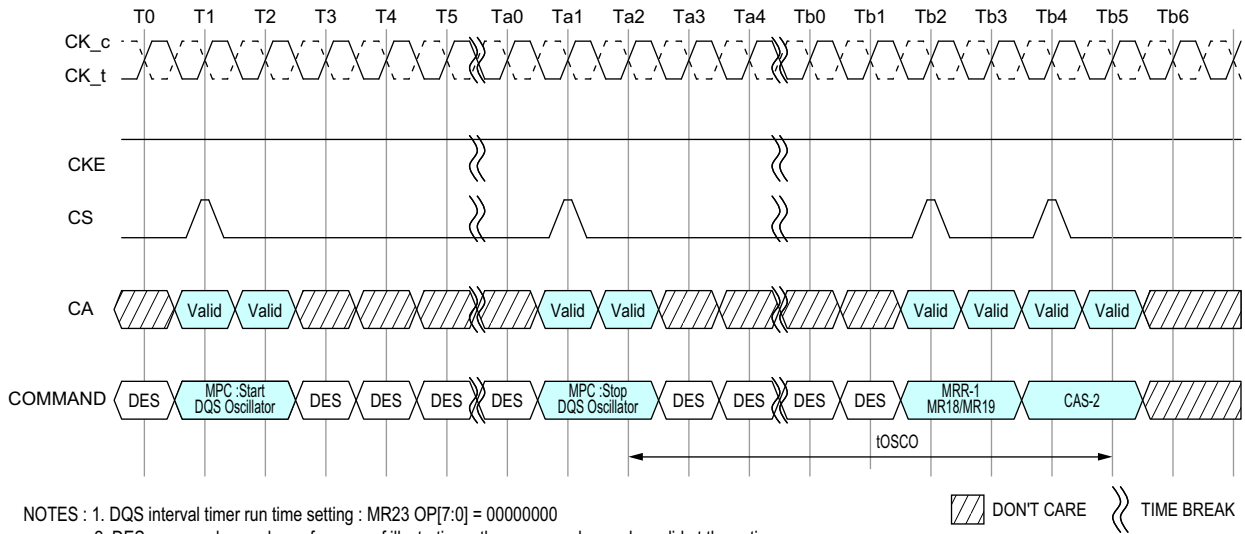 T0 T1 T2 T3 T4 T5 Ta0 Ta1 Ta2 Ta3 Ta4 Tb0 Tb1 Tb2 Tb3 Tb4 Tb5 Tb6
CK_c
CK_t
CKE
CS
CA Valid Valid Valid Valid Valid Valid Valid Valid
COMMAND DES MPC :Start DES DES DES DES MPC :Stop DES DES DES DES MRR-1 CAS-2
DQS Oscillator DQS Oscillator MR18/MR19
tOSCO
NOTES : 1. DQS interval timer run time setting : MR23 OP[7:0] = 00000000
DON'T CARE TIME BREAK